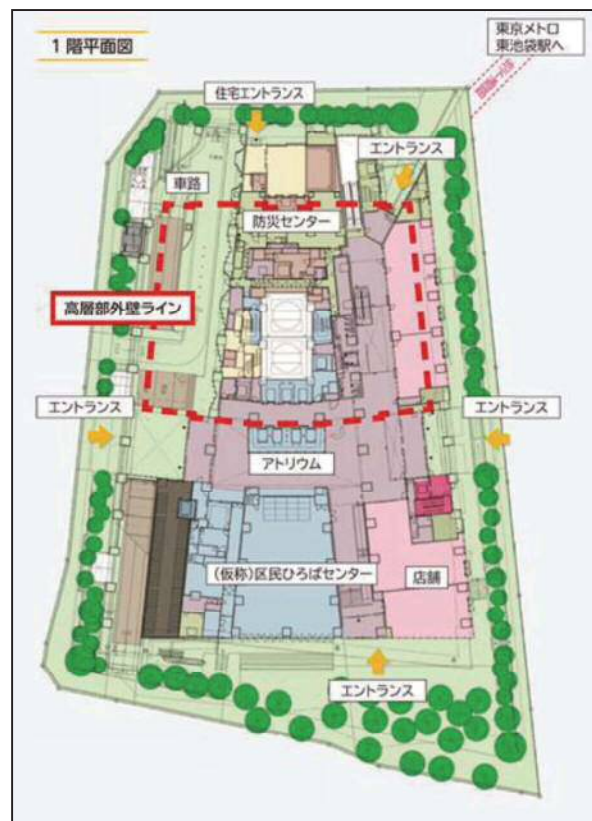 1階平面図
東京メトロ
東池袋駅へ
住宅エントランス
エントランス
車路
防災センター
高層部外壁ライン
エントランス
エントランス
アトリウム
(仮称)区民ひろばセンター
店舗
エントランス